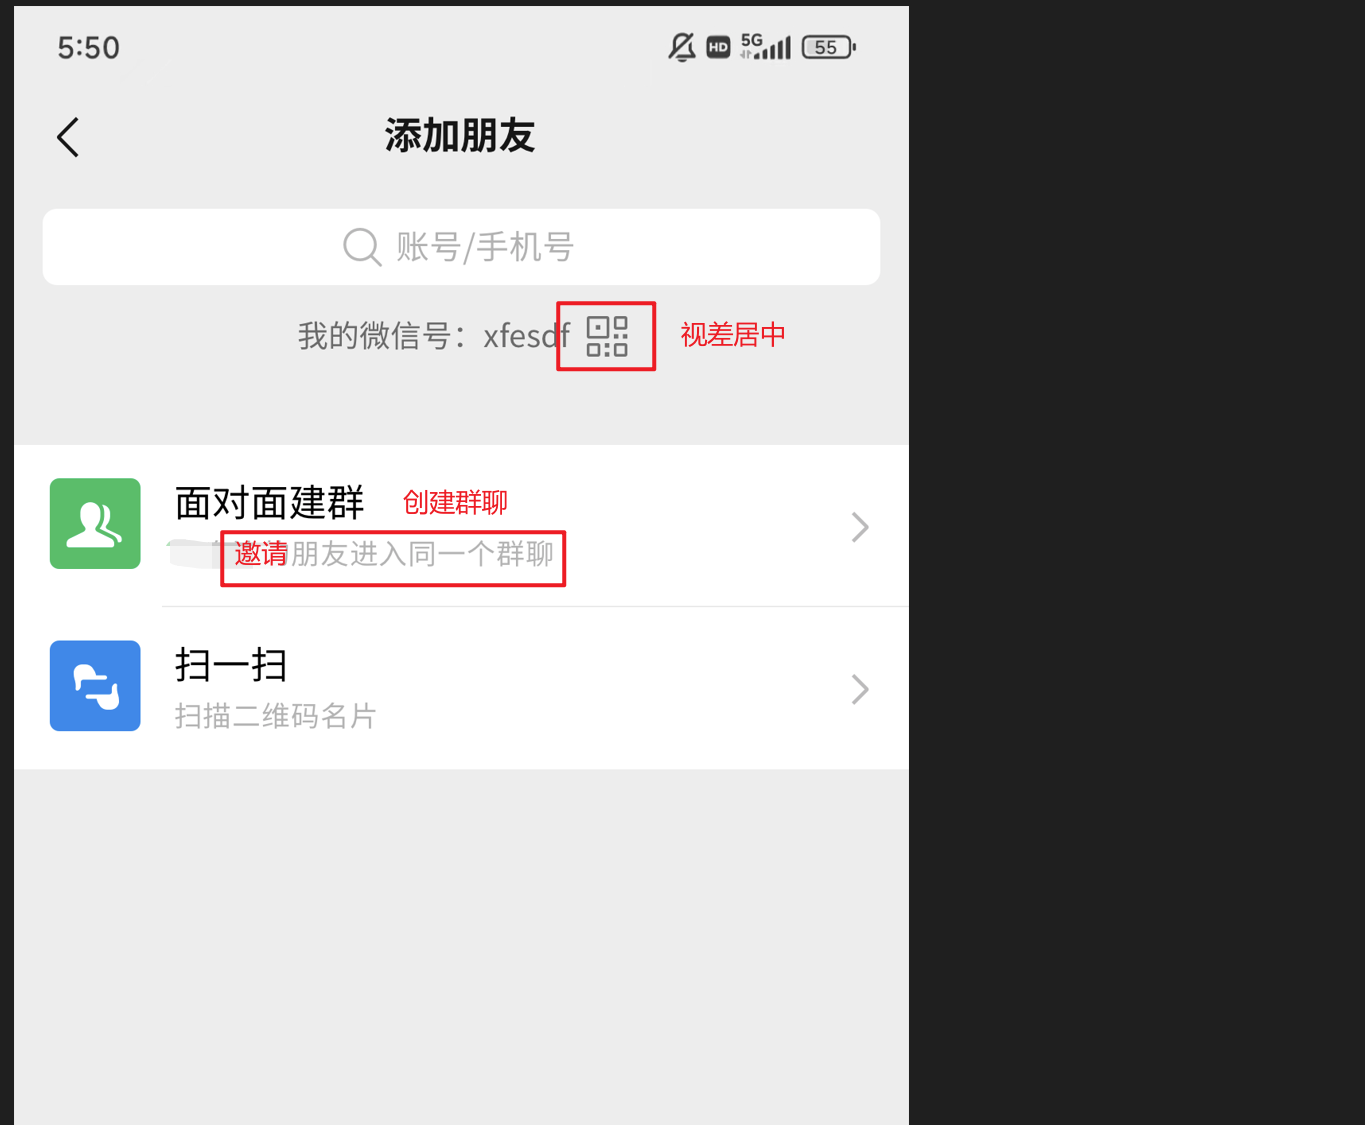 5:50
HD 5G 55
添加朋友
账号/手机号
我的微信号：xfesdf 视差居中
面对面建群 创建群聊
邀请朋友进入同一个群聊
扫一扫
扫描二维码名片